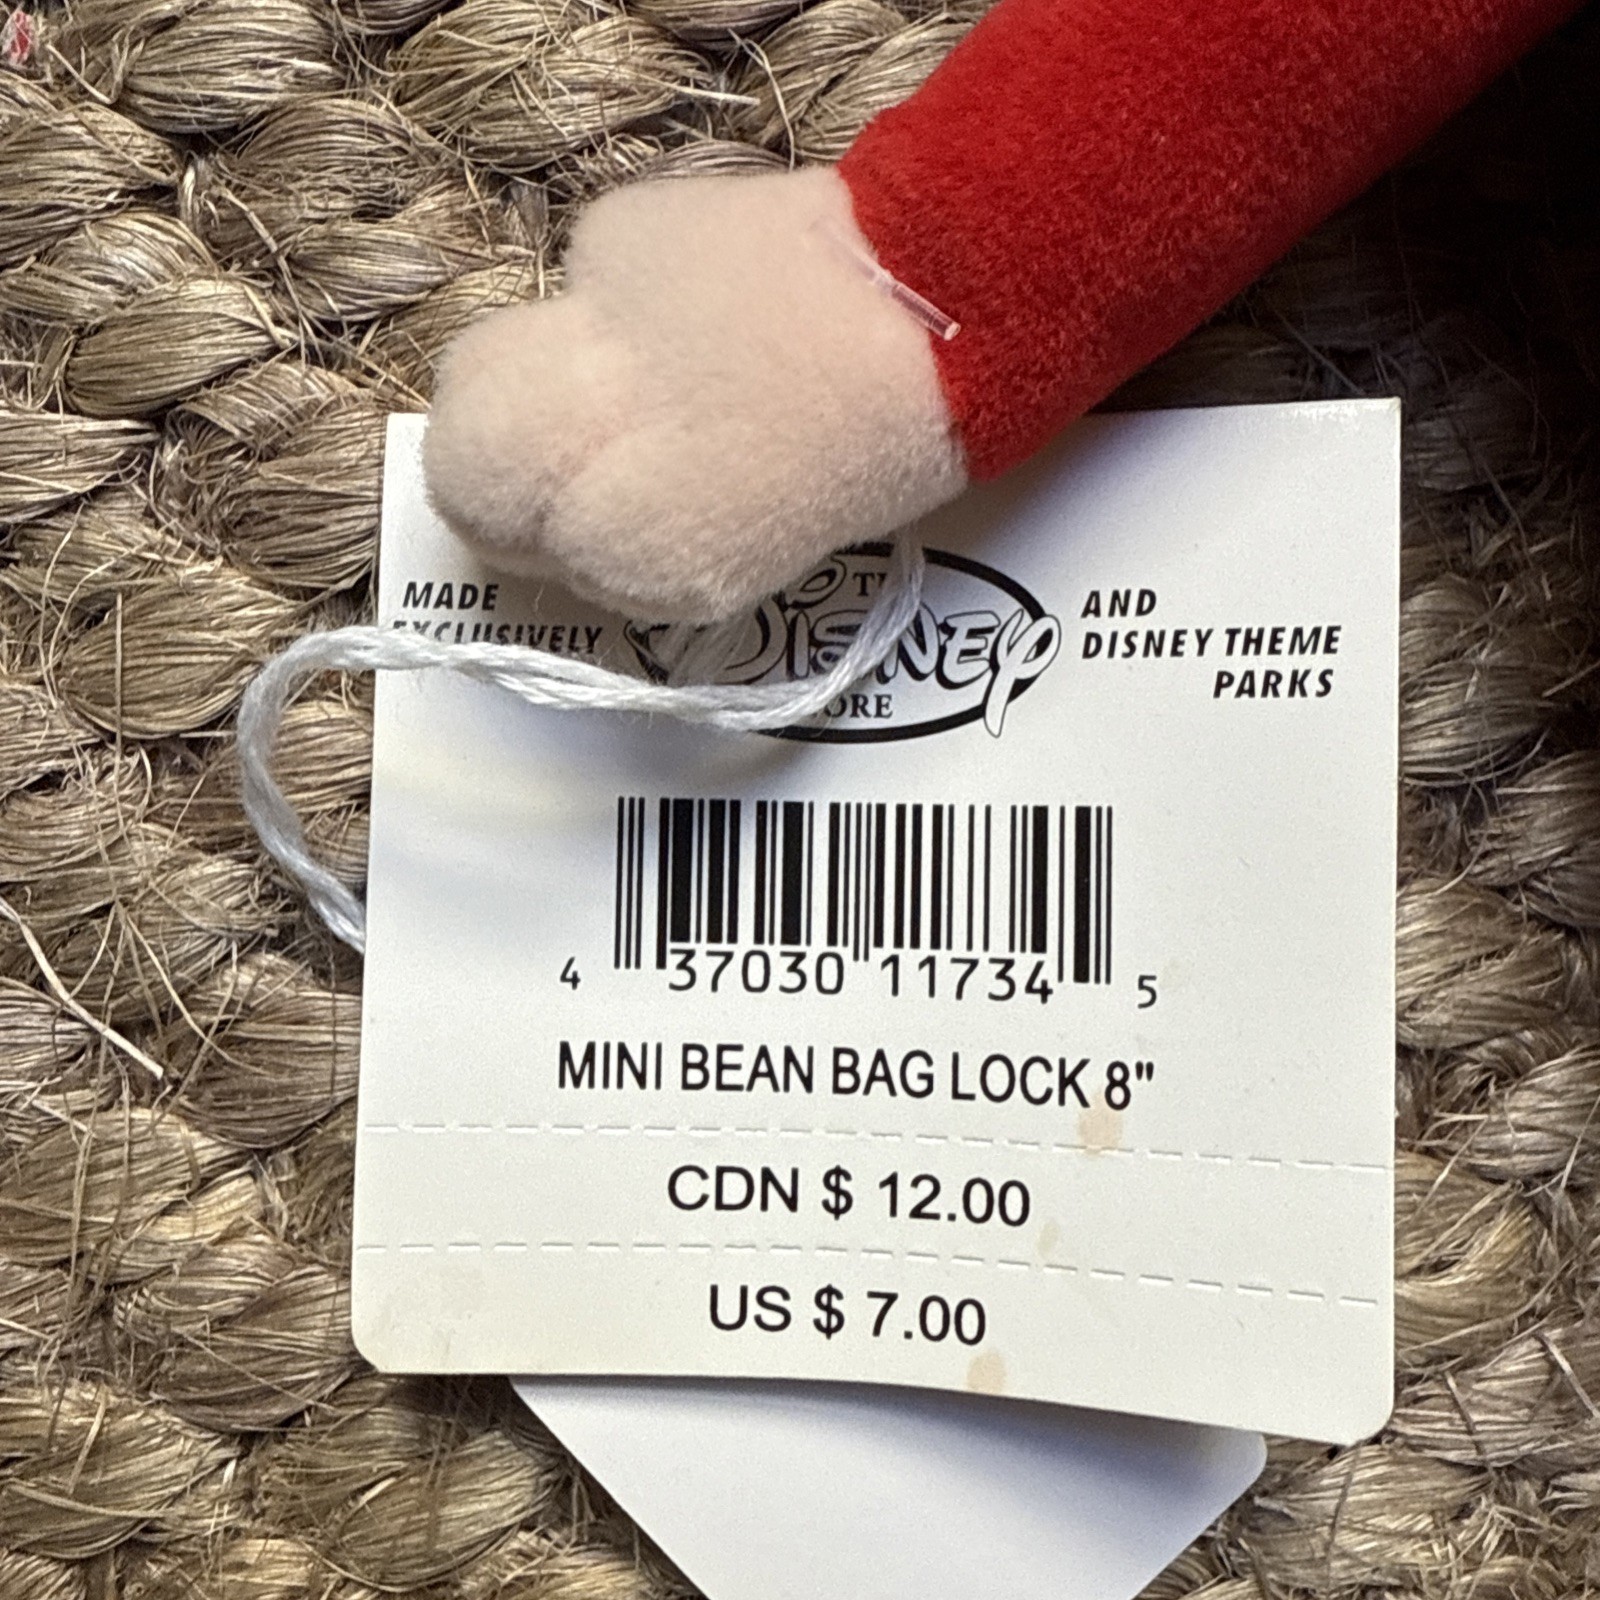 MADE
EXCLUSIVELY
DISNEY
AND
DISNEY THEME
PARKS
4 37030 11734 5
MINI BEAN BAG LOCK 8"
CDN $ 12.00
US $ 7.00